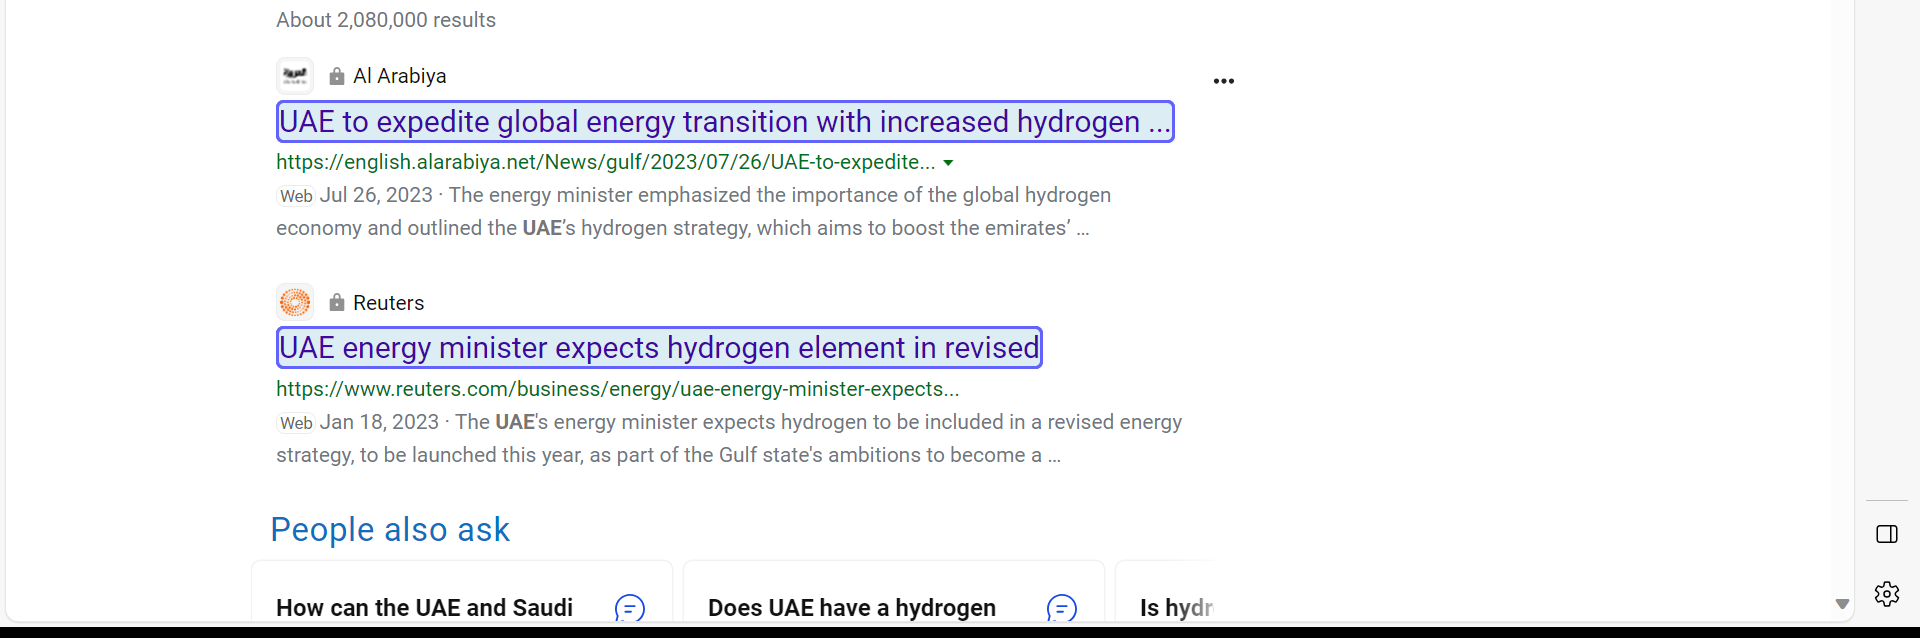 About 2,080,000 results
Al Arabiya
UAE to expedite global energy transition with increased hydrogen ...
https://english.alarabiya.net/News/gulf/2023/07/26/UAE-to-expedite...
Web Jul 26, 2023 · The energy minister emphasized the importance of the global hydrogen
economy and outlined the UAE’s hydrogen strategy, which aims to boost the emirates’ ...
Reuters
UAE energy minister expects hydrogen element in revised
https://www.reuters.com/business/energy/uae-energy-minister-expects...
Web Jan 18, 2023 · The UAE's energy minister expects hydrogen to be included in a revised energy
strategy, to be launched this year, as part of the Gulf state's ambitions to become a ...
People also ask
How can the UAE and Saudi
Does UAE have a hydrogen
Is hydr